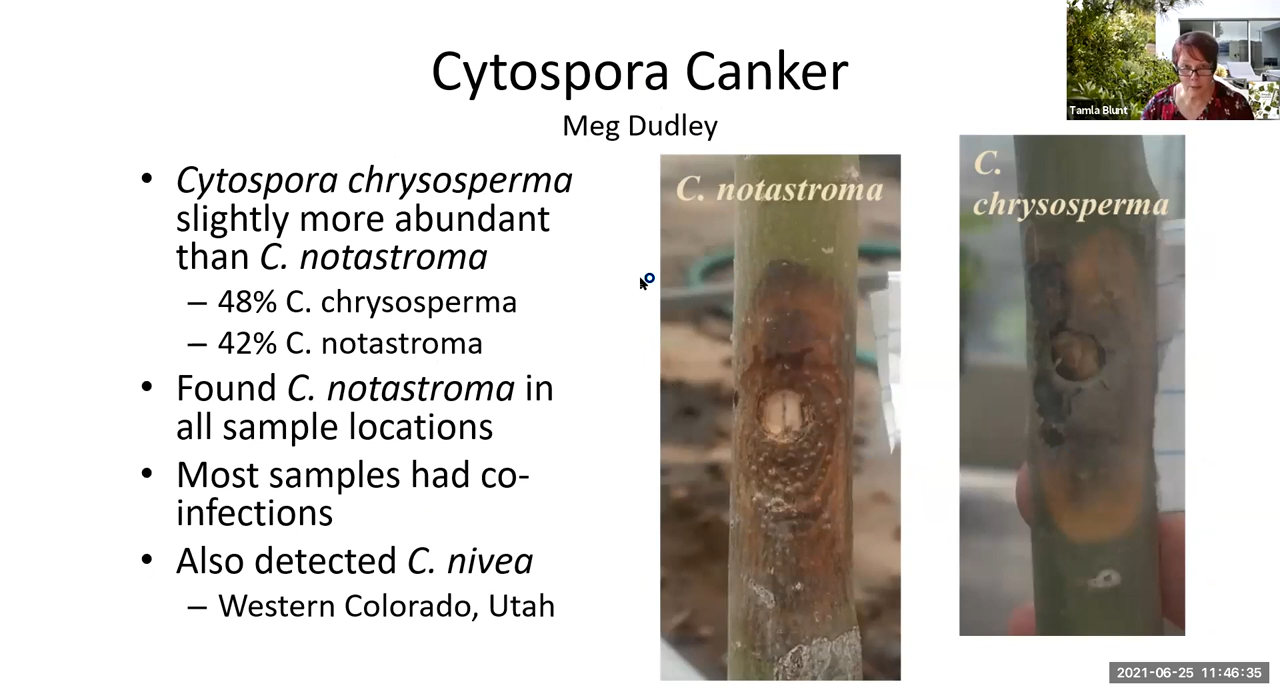 Cytospora Canker
Meg Dudley
• Cytospora chrysosperma
slightly more abundant
than C. notastroma
– 48% C. chrysosperma
– 42% C. notastroma
• Found C. notastroma in
all sample locations
• Most samples had co-
infections
• Also detected C. nivea
– Western Colorado, Utah
C. notastroma
C.
chrysosperma
Tamla Blunt
2021-06-25 11:46:35